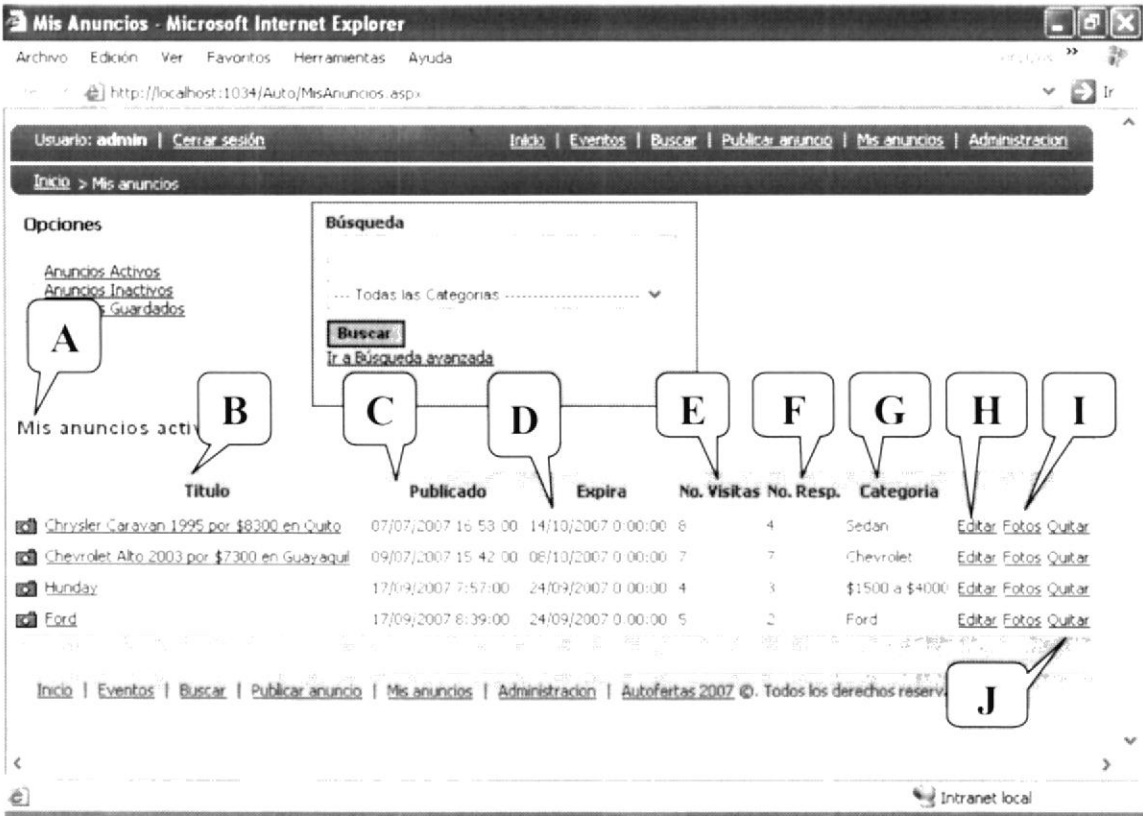 Mis Anuncios - Microsoft Internet Explorer
Archivo Edición Ver Favoritos Herramientas Ayuda
http://localhost:1034/Auto/MisAnuncios.aspx
Ir
Usuario: admin | Cerrar sesión
Inicio | Eventos | Buscar | Publicar anuncio | Mis anuncios | Administracion
Inicio > Mis anuncios
Opciones
Búsqueda
Anuncios Activos
Anuncios Inactivos
Guardados
--- Todas las Categorias ---
Buscar
Ir a Búsqueda avanzada
A
B
C
D
E
F
G
H
I
Mis anuncios acti
Titulo Publicado Expira No. Visitas No. Resp. Categoria
Chrysler Caravan 1995 por $8300 en Quito 07/07/2007 16:53:00 14/10/2007 0:00:00 8 4 Sedan Editar Fotos Quitar
Chevrolet Alto 2003 por $7300 en Guayaquil 09/07/2007 15:42:00 08/10/2007 0:00:00 7 7 Chevrolet Editar Fotos Quitar
Hunday 17/09/2007 7:57:00 24/09/2007 0:00:00 4 3 $1500 a $4000 Editar Fotos Quitar
Ford 17/09/2007 8:39:00 24/09/2007 0:00:00 5 2 Ford Editar Fotos Quitar
Inicio | Eventos | Buscar | Publicar anuncio | Mis anuncios | Administracion | Autofertas 2007 ©. Todos los derechos reserv
J
Intranet local